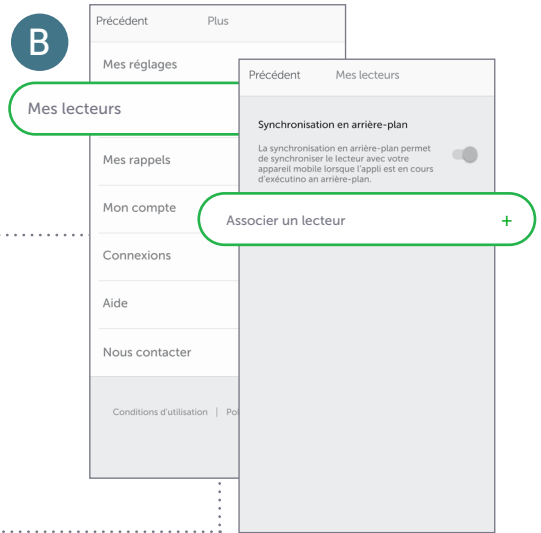 B
Précédent Plus
Mes réglages
Mes lecteurs
Mes rappels
Mon compte
Connexions
Aide
Nous contacter
Conditions d'utilisation | Pol
Précédent Mes lecteurs
Synchronisation en arrière-plan
La synchronisation en arrière-plan permet
de synchroniser le lecteur avec votre
appareil mobile lorsque l'appli est en cours
d'exécutino an arrière-plan.
Associer un lecteur +